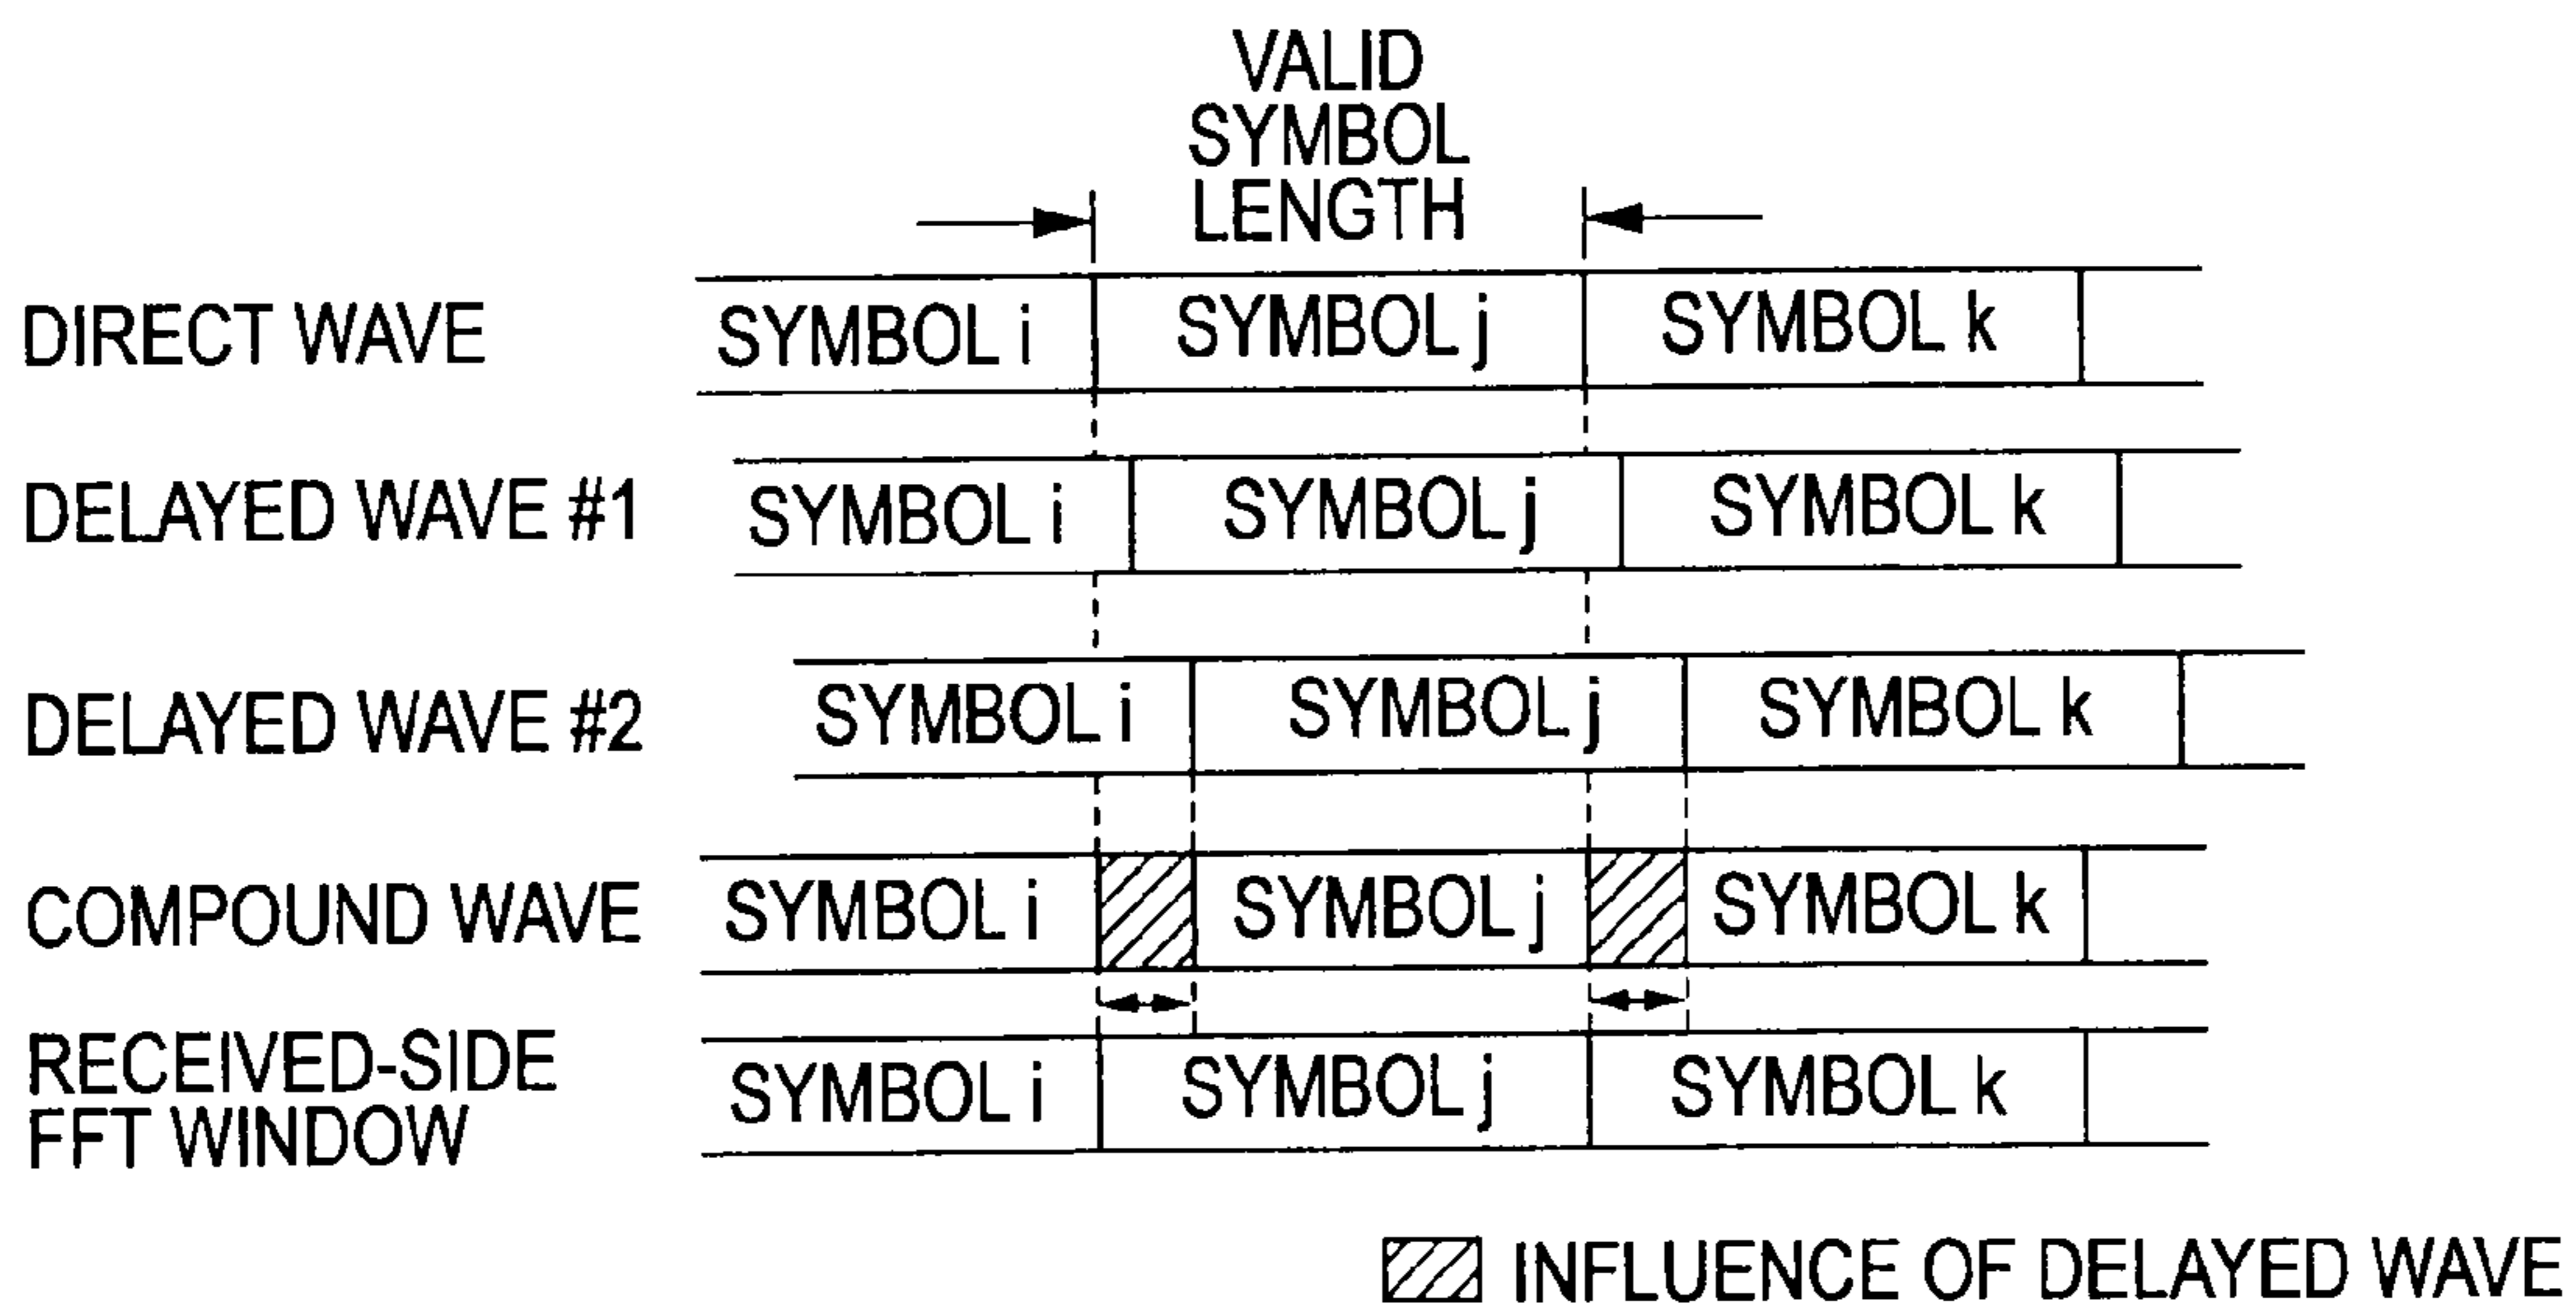 VALID
SYMBOL
LENGTH
DIRECT WAVE SYMBOL i SYMBOL j SYMBOL k
DELAYED WAVE #1 SYMBOL i SYMBOL j SYMBOL k
DELAYED WAVE #2 SYMBOL i SYMBOL j SYMBOL k
COMPOUND WAVE SYMBOL i SYMBOL j SYMBOL k
RECEIVED-SIDE
FFT WINDOW SYMBOL i SYMBOL j SYMBOL k
INFLUENCE OF DELAYED WAVE